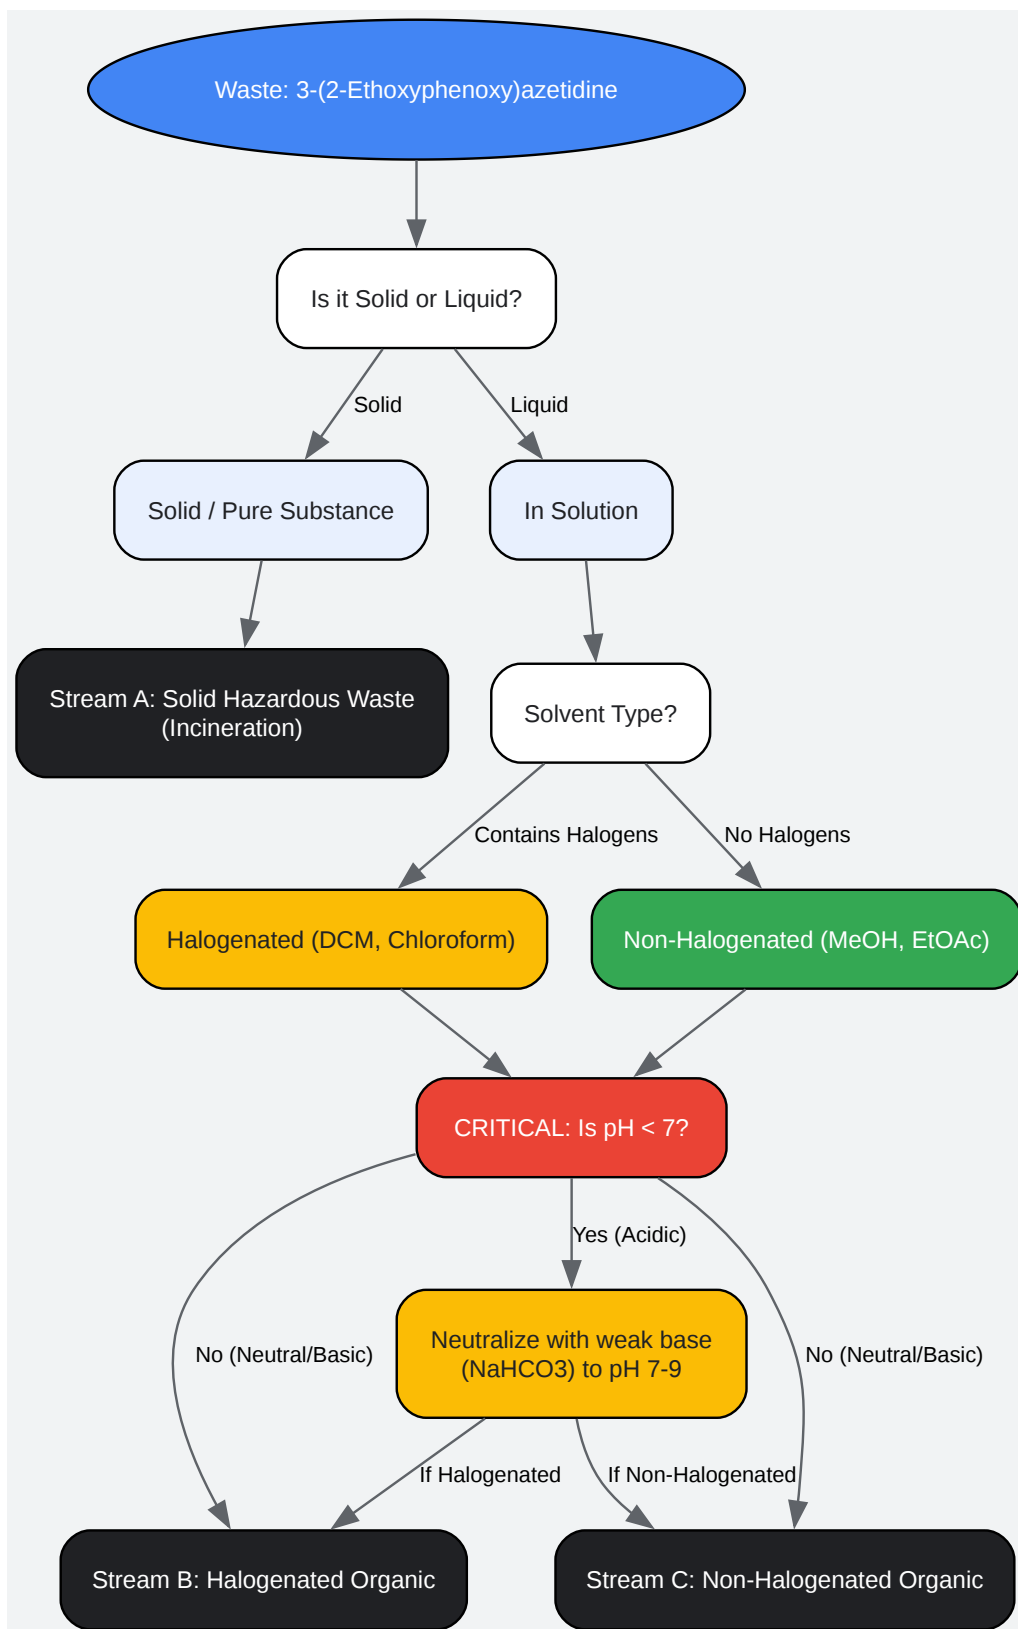 Waste: 3-(2-Ethoxyphenoxy)azetidine
Is it Solid or Liquid?
Solid
Liquid
Solid / Pure Substance
In Solution
Stream A: Solid Hazardous Waste
(Incineration)
Solvent Type?
Contains Halogens
No Halogens
Halogenated (DCM, Chloroform)
Non-Halogenated (MeOH, EtOAc)
CRITICAL: Is pH < 7?
Yes (Acidic)
No (Neutral/Basic)
Neutralize with weak base
(NaHCO3) to pH 7-9
No (Neutral/Basic)
If Halogenated
If Non-Halogenated
Stream B: Halogenated Organic
Stream C: Non-Halogenated Organic